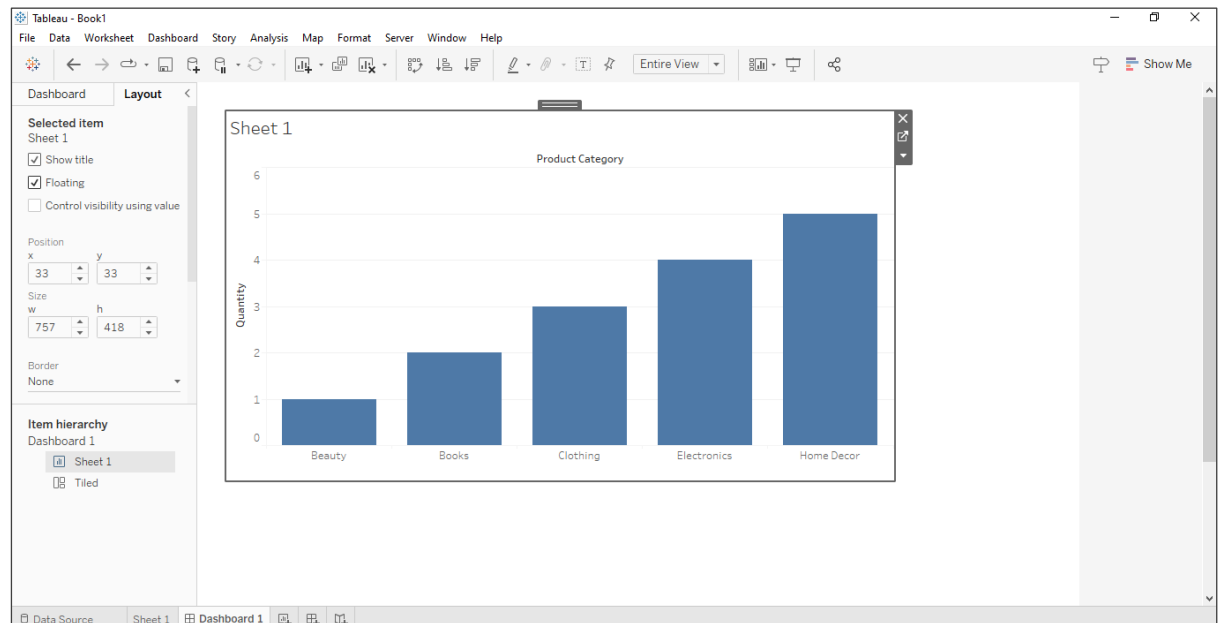 Tableau - Book1
File Data Worksheet Dashboard Story Analysis Map Format Server Window Help
Entire View
Show Me
Dashboard Layout
Selected item
Sheet 1
Show title
Floating
Control visibility using value
Position
x y
33 33
Size
w h
757 418
Border
None
Item hierarchy
Dashboard 1
Sheet 1
Tiled
Sheet 1
Product Category
Quantity
6
5
4
3
2
1
0
Beauty Books Clothing Electronics Home Decor
Data Source Sheet 1 Dashboard 1